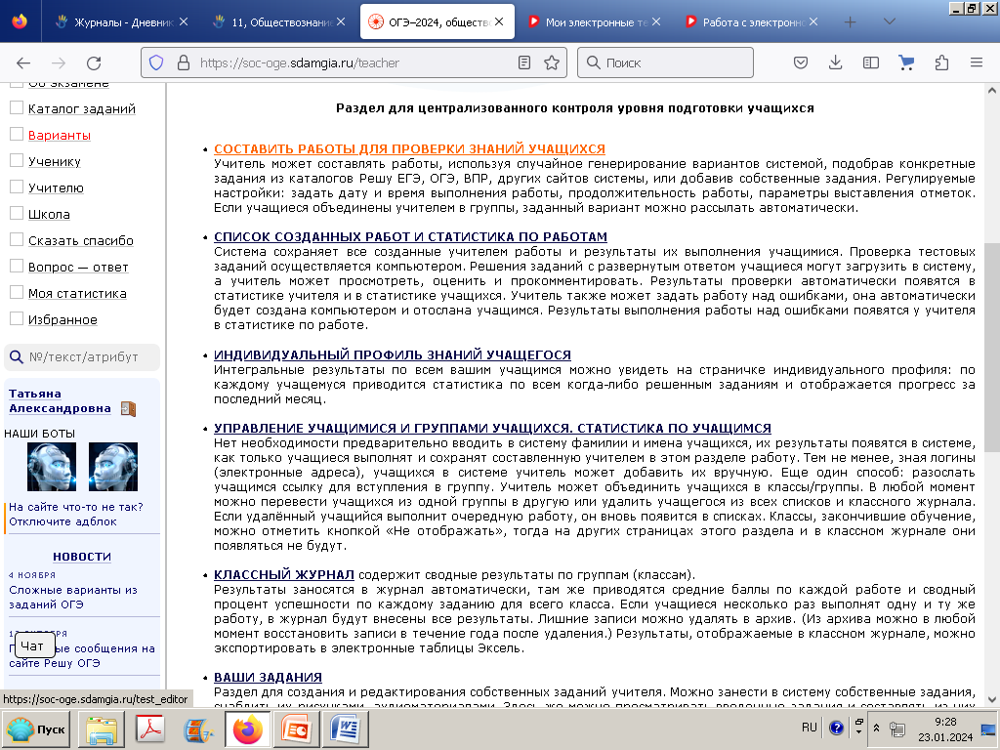 Журналы - Дневник
11, Обществознани
ОГЭ–2024, обществ
Мои электронные те
Работа с электронно
https://soc-oge.sdamgia.ru/teacher
Поиск
Об экзамене
Каталог заданий
Варианты
Ученику
Учителю
Школа
Сказать спасибо
Вопрос — ответ
Моя статистика
Избранное
№/текст/атрибут
Татьяна
Александровна
НАШИ БОТЫ
На сайте что-то не так?
Отключите адблок
НОВОСТИ
4 НОЯБРЯ
Сложные варианты из
заданий ОГЭ
Чат
сообщения на
сайте Решу ОГЭ
Раздел для централизованного контроля уровня подготовки учащихся
• СОСТАВИТЬ РАБОТЫ ДЛЯ ПРОВЕРКИ ЗНАНИЙ УЧАЩИХСЯ
Учитель может составлять работы, используя случайное генерирование вариантов системой, подобрав конкретные
задания из каталогов Решу ЕГЭ, ОГЭ, ВПР, других сайтов системы, или добавив собственные задания. Регулируемые
настройки: задать дату и время выполнения работы, продолжительность работы, параметры выставления отметок.
Если учащиеся объединены учителем в группы, заданный вариант можно рассылать автоматически.
• СПИСОК СОЗДАННЫХ РАБОТ И СТАТИСТИКА ПО РАБОТАМ
Система сохраняет все созданные учителем работы и результаты их выполнения учащимися. Проверка тестовых
заданий осуществляется компьютером. Решения заданий с развернутым ответом учащиеся могут загрузить в систему,
а учитель может просмотреть, оценить и прокомментировать. Результаты проверки автоматически появятся в
статистике учителя и в статистике учащихся. Учитель также может задать работу над ошибками, она автоматически
будет создана компьютером и отослана учащимся. Результаты выполнения работы над ошибками появятся у учителя
в статистике по работе.
• ИНДИВИДУАЛЬНЫЙ ПРОФИЛЬ ЗНАНИЙ УЧАЩЕГОСЯ
Интегральные результаты по всем вашим учащимся можно увидеть на страничке индивидуального профиля: по
каждому учащемуся приводится статистика по всем когда-либо решенным заданиям и отображается прогресс за
последний месяц.
• УПРАВЛЕНИЕ УЧАЩИМИСЯ И ГРУППАМИ УЧАЩИХСЯ. СТАТИСТИКА ПО УЧАЩИМСЯ
Нет необходимости предварительно вводить в систему фамилии и имена учащихся, их результаты появятся в системе,
как только учащиеся выполнят и сохранят составленную учителем в этом разделе работу. Тем не менее, зная логины
(электронные адреса), учащихся в системе учитель может добавить их вручную. Еще один способ: разослать
учащимся ссылку для вступления в группу. Учитель может объединить учащихся в классы/группы. В любой момент
можно перевести учащихся из одной группы в другую или удалить учащегося из всех списков и классного журнала.
Если удалённый учащийся выполнит очередную работу, он вновь появится в списках. Классы, закончившие обучение,
можно отметить кнопкой «Не отображать», тогда на других страницах этого раздела и в классном журнале они
появляться не будут.
• КЛАССНЫЙ ЖУРНАЛ содержит сводные результаты по группам (классам).
Результаты заносятся в журнал автоматически, там же приводятся средние баллы по каждой работе и сводный
процент успешности по каждому заданию для всего класса. Если учащиеся несколько раз выполнят одну и ту же
работу, в журнал будут внесены все результаты. Лишние записи можно удалять в архив. (Из архива можно в любой
момент восстановить записи в течение года после удаления.) Результаты, отображаемые в классном журнале, можно
экспортировать в электронные таблицы Эксель.
• ВАШИ ЗАДАНИЯ
Раздел для создания и редактирования собственных заданий учителя. Можно занести в систему собственные задания,
снабдить их рисунками, аудиоматериалами. Здесь же можно просматривать введенные задания и составлять из них
https://soc-oge.sdamgia.ru/test_editor
Пуск
RU
9:28
23.01.2024